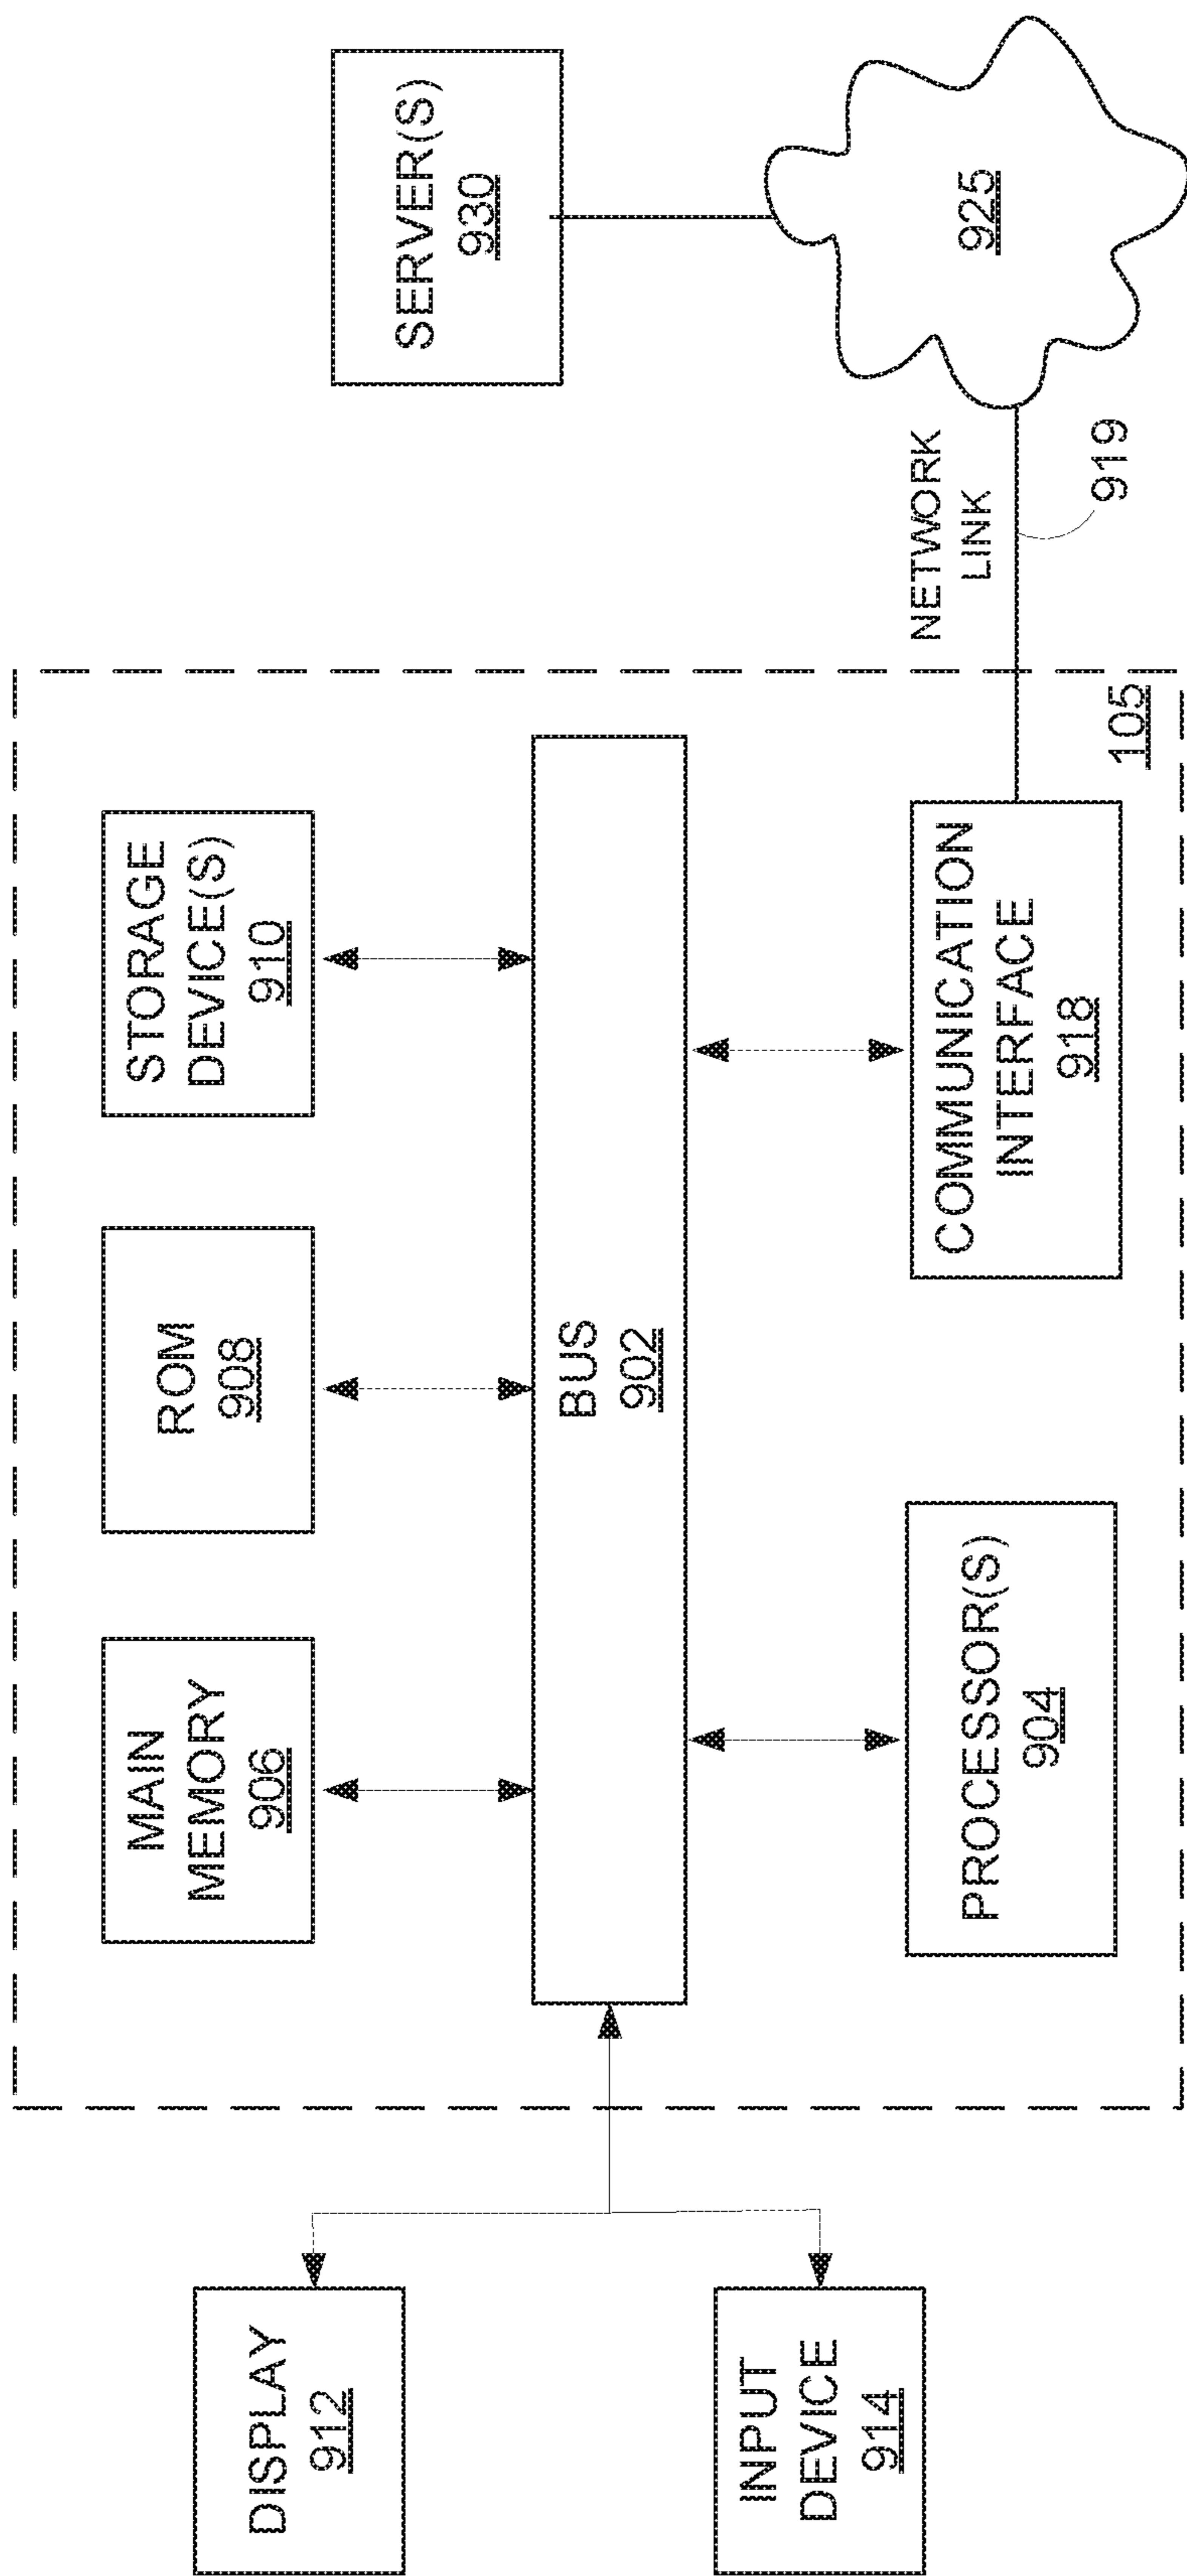 DISPLAY
912
INPUT
DEVICE
914
MAIN
MEMORY
906
ROM
908
STORAGE
DEVICE(S)
910
BUS
902
PROCESSOR(S)
904
COMMUNICATION
INTERFACE
918
105
NETWORK
LINK
919
SERVER(S)
930
925